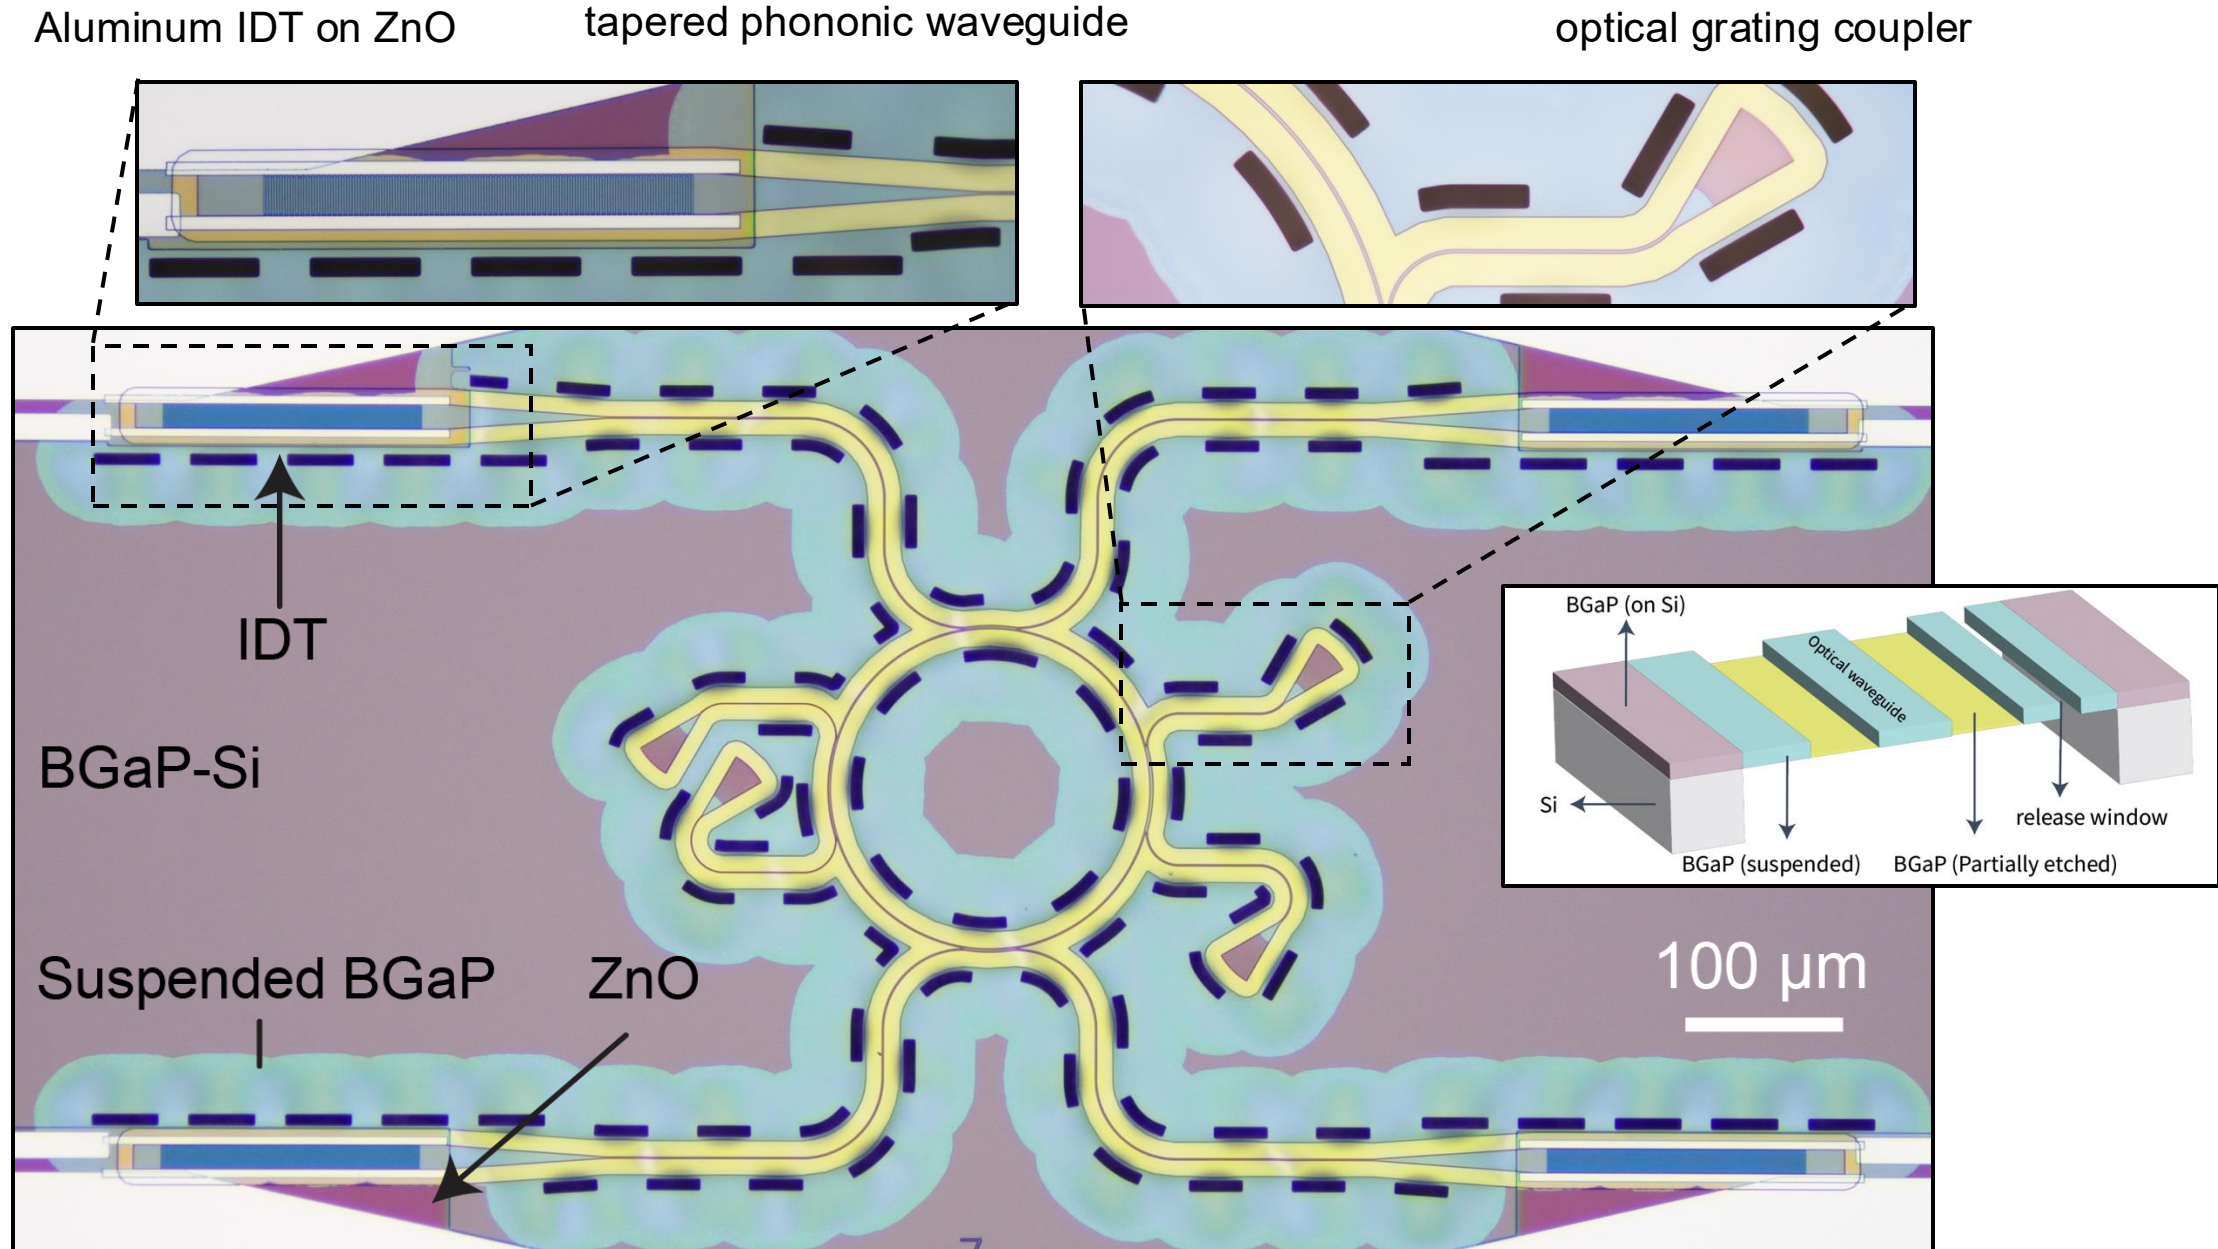 Aluminum IDT on ZnO
tapered phononic waveguide
optical grating coupler
IDT
BGaP-Si
Suspended BGaP
ZnO
100 μm
BGaP (on Si)
Optical waveguide
Si
release window
BGaP (suspended)
BGaP (Partially etched)